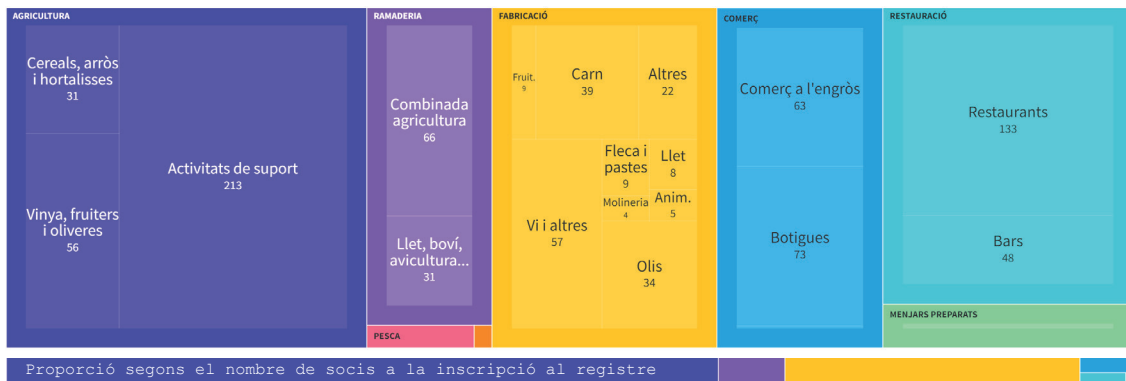 AGRICULTURA
Cereals, arròs
i hortalisses
31
Vinya, fruiters
i oliveres
56
Activitats de suport
213
RAMADERIA
Combinada
agricultura
66
Llet, boví,
avicultura...
31
PESCA
FABRICACIÓ
Fruit.
9
Carn
39
Altres
22
Vi i altres
57
Fleca i
pastes
9
Llet
8
Molineria
4
Anim.
5
Olis
34
COMERÇ
Comerç a l'engròs
63
Botigues
73
RESTAURACIÓ
Restaurants
133
Bars
48
MENJARS PREPARATS
Proporció segons el nombre de socis a la inscripció al registre